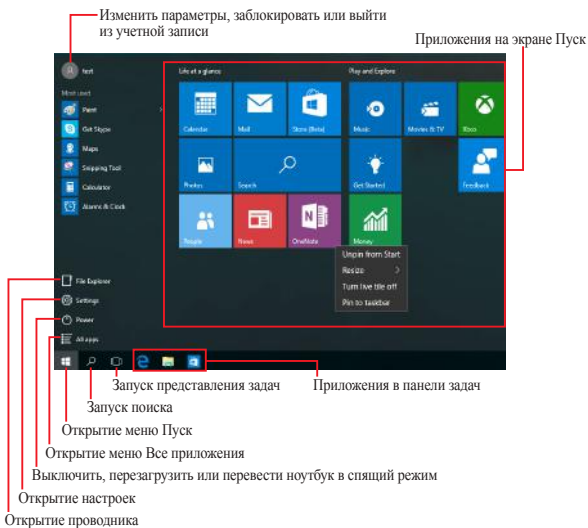 Изменить параметры, заблокировать или выйти
из учетной записи
Приложения на экране Пуск
test
Life at a glance
Play and Explore
Most used
Paint
Get Skype
Maps
Snipping Tool
Calculator
Alarms & Clock
Calendar
Mail
Store (Beta)
Music
Movies & TV
Xbox
Photos
Search
Get Started
Feedback
People
News
OneNote
Money
Unpin from Start
Resize
Turn live tile off
Pin to taskbar
File Explorer
Settings
Power
All apps
Запуск представления задач
Приложения в панели задач
Запуск поиска
Открытие меню Пуск
Открытие меню Все приложения
Выключить, перезагрузить или перевести ноутбук в спящий режим
Открытие настроек
Открытие проводника